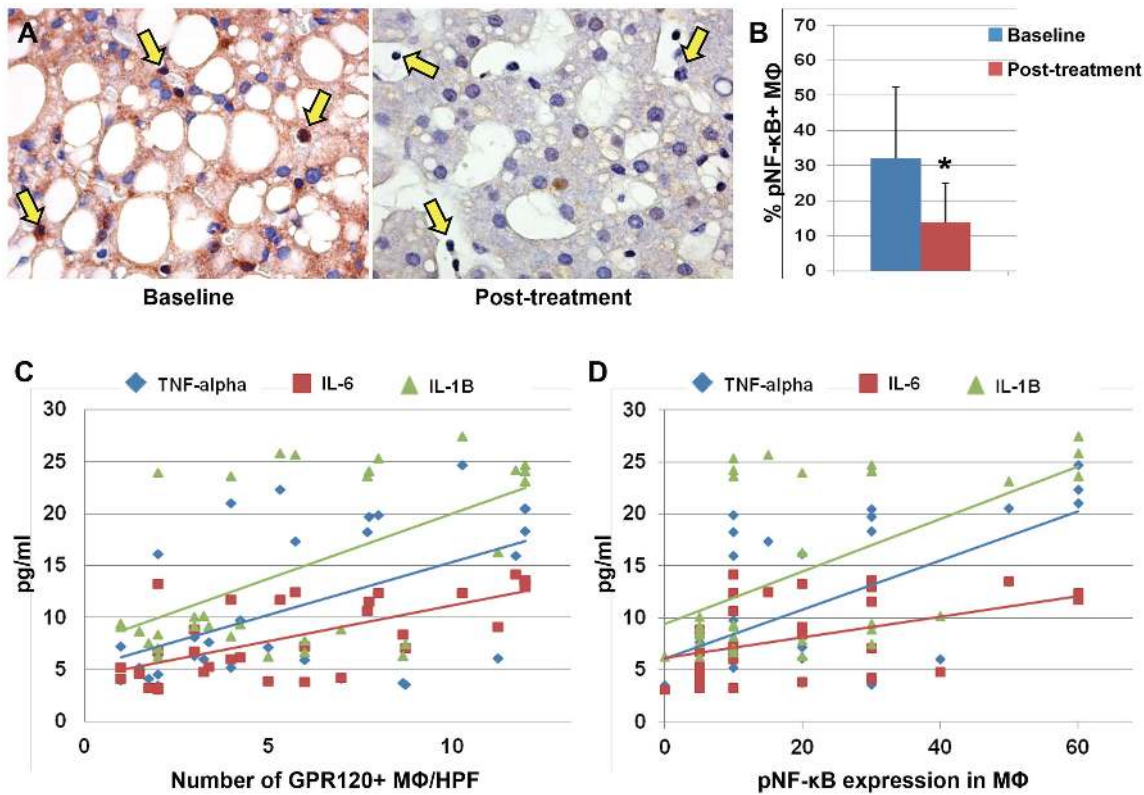 A
Baseline
Post-treatment
B
% pNF-κB+ MΦ
70
60
50
40
30
20
10
0
Baseline
Post-treatment
*
C
TNF-alpha
IL-6
IL-1B
pg/ml
30
25
20
15
10
5
0
0
5
10
Number of GPR120+ MΦ/HPF
D
TNF-alpha
IL-6
IL-1B
pg/ml
30
25
20
15
10
5
0
0
20
40
60
pNF-κB expression in MΦ